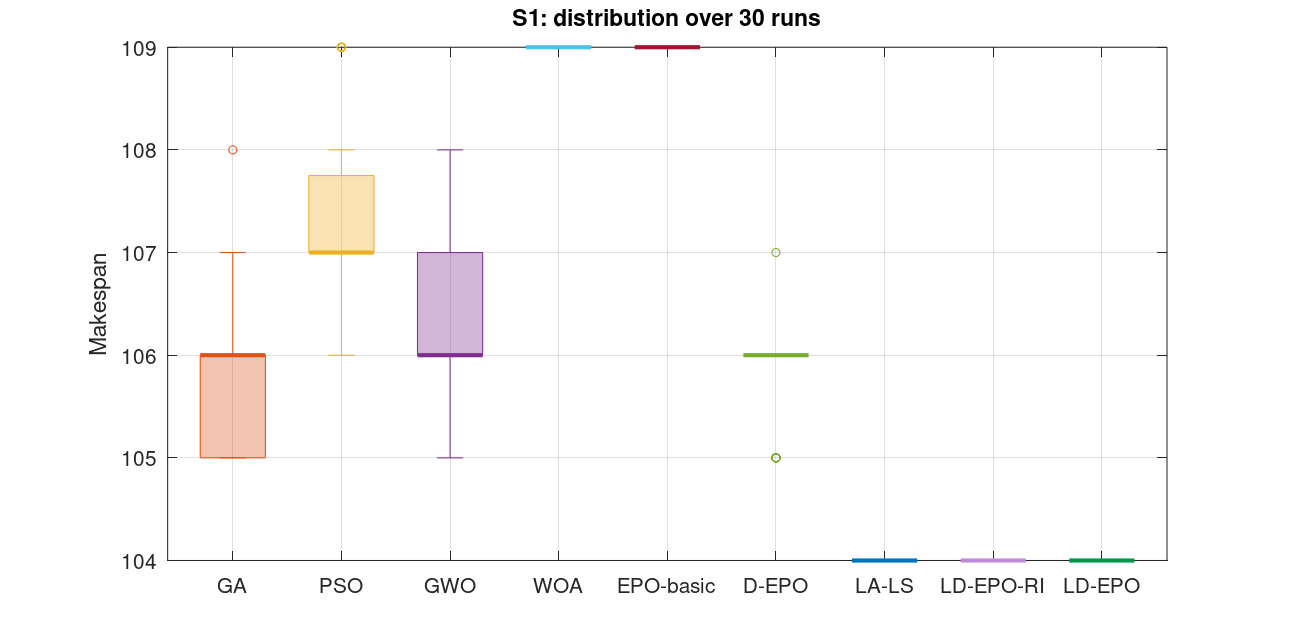 S1: distribution over 30 runs
109
108
107
106
105
104
Makespan
GA PSO GWO WOA EPO-basic D-EPO LA-LS LD-EPO-RI LD-EPO